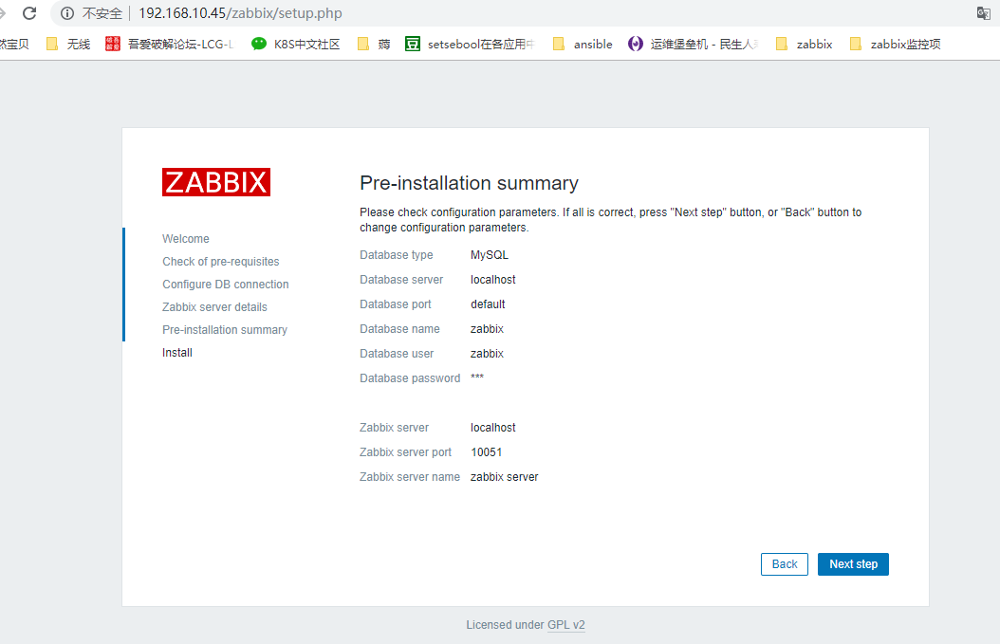 不安全 192.168.10.45/zabbix/setup.php
然宝贝 无线 吾爱破解论坛-LCG-L K8S中文社区 薅 setsebool在各应用中 ansible 运维堡垒机 - 民生人 zabbix zabbix监控项
ZABBIX
Welcome
Check of pre-requisites
Configure DB connection
Zabbix server details
Pre-installation summary
Install
Pre-installation summary
Please check configuration parameters. If all is correct, press "Next step" button, or "Back" button to
change configuration parameters.
Database type MySQL
Database server localhost
Database port default
Database name zabbix
Database user zabbix
Database password ***
Zabbix server localhost
Zabbix server port 10051
Zabbix server name zabbix server
Back Next step
Licensed under GPL v2